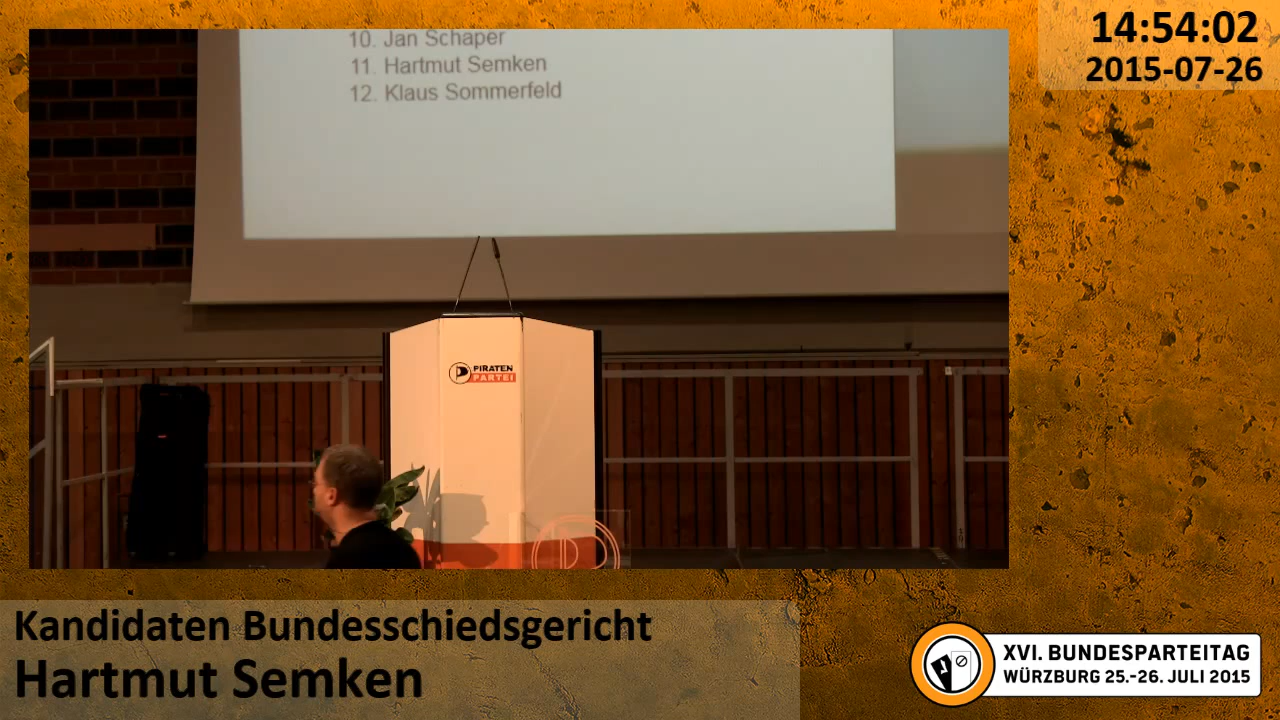 14:54:02
2015-07-26
10. Jan Schaper
11. Hartmut Semken
12. Klaus Sommerfeld
PIRATEN
PARTEI
Kandidaten Bundesschiedsgericht
Hartmut Semken
XVI. BUNDESPARTEITAG
WÜRZBURG 25.-26. JULI 2015